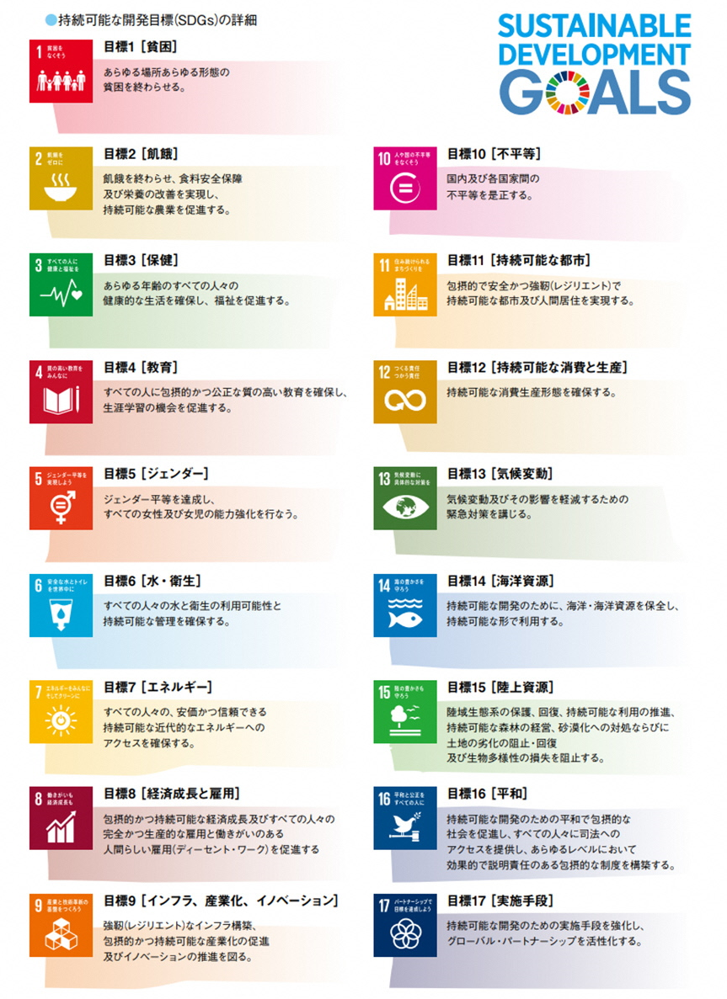 ●持続可能な開発目標(SDGs)の詳細
SUSTAINABLE
DEVELOPMENT
GOALS
1 貧困を
なくそう
目標1 [貧困]
あらゆる場所あらゆる形態の
貧困を終わらせる。
2 飢餓を
ゼロに
目標2 [飢餓]
飢餓を終わらせ、食料安全保障
及び栄養の改善を実現し、
持続可能な農業を促進する。
3 すべての人に
健康と福祉を
目標3 [保健]
あらゆる年齢のすべての人々の
健康的な生活を確保し、福祉を促進する。
4 質の高い教育を
みんなに
目標4 [教育]
すべての人に包摂的かつ公正な質の高い教育を確保し、
生涯学習の機会を促進する。
5 ジェンダー平等を
実現しよう
目標5 [ジェンダー]
ジェンダー平等を達成し、
すべての女性及び女児の能力強化を行なう。
6 安全な水とトイレ
を世界中に
目標6 [水・衛生]
すべての人々の水と衛生の利用可能性と
持続可能な管理を確保する。
7 エネルギーをみんなに
そしてクリーンに
目標7 [エネルギー]
すべての人々の、安価かつ信頼できる
持続可能な近代的なエネルギーへの
アクセスを確保する。
8 働きがいも
経済成長も
目標8 [経済成長と雇用]
包摂的かつ持続可能な経済成長及びすべての人々の
完全かつ生産的な雇用と働きがいのある
人間らしい雇用(ディーセント・ワーク)を促進する
9 産業と技術革新の
基盤をつくろう
目標9 [インフラ、産業化、イノベーション]
強靭(レジリエント)なインフラ構築、
包摂的かつ持続可能な産業化の促進
及びイノベーションの推進を図る。
10 人や国の不平等
をなくそう
目標10 [不平等]
国内及び各国家間の
不平等を是正する。
11 住み続けられる
まちづくりを
目標11 [持続可能な都市]
包摂的で安全かつ強靭(レジリエント)で
持続可能な都市及び人間居住を実現する。
12 つくる責任
つかう責任
目標12 [持続可能な消費と生産]
持続可能な消費生産形態を確保する。
13 気候変動に
具体的な対策を
目標13 [気候変動]
気候変動及びその影響を軽減するための
緊急対策を講じる。
14 海の豊かさを
守ろう
目標14 [海洋資源]
持続可能な開発のために、海洋・海洋資源を保全し、
持続可能な形で利用する。
15 陸の豊かさも
守ろう
目標15 [陸上資源]
陸域生態系の保護、回復、持続可能な利用の推進、
持続可能な森林の経営、砂漠化への対処ならびに
土地の劣化の阻止・回復
及び生物多様性の損失を阻止する。
16 平和と公正を
すべての人に
目標16 [平和]
持続可能な開発のための平和で包摂的な
社会を促進し、すべての人々に司法への
アクセスを提供し、あらゆるレベルにおいて
効果的で説明責任のある包摂的な制度を構築する。
17 パートナーシップで
目標を達成しよう
目標17 [実施手段]
持続可能な開発のための実施手段を強化し、
グローバル・パートナーシップを活性化する。